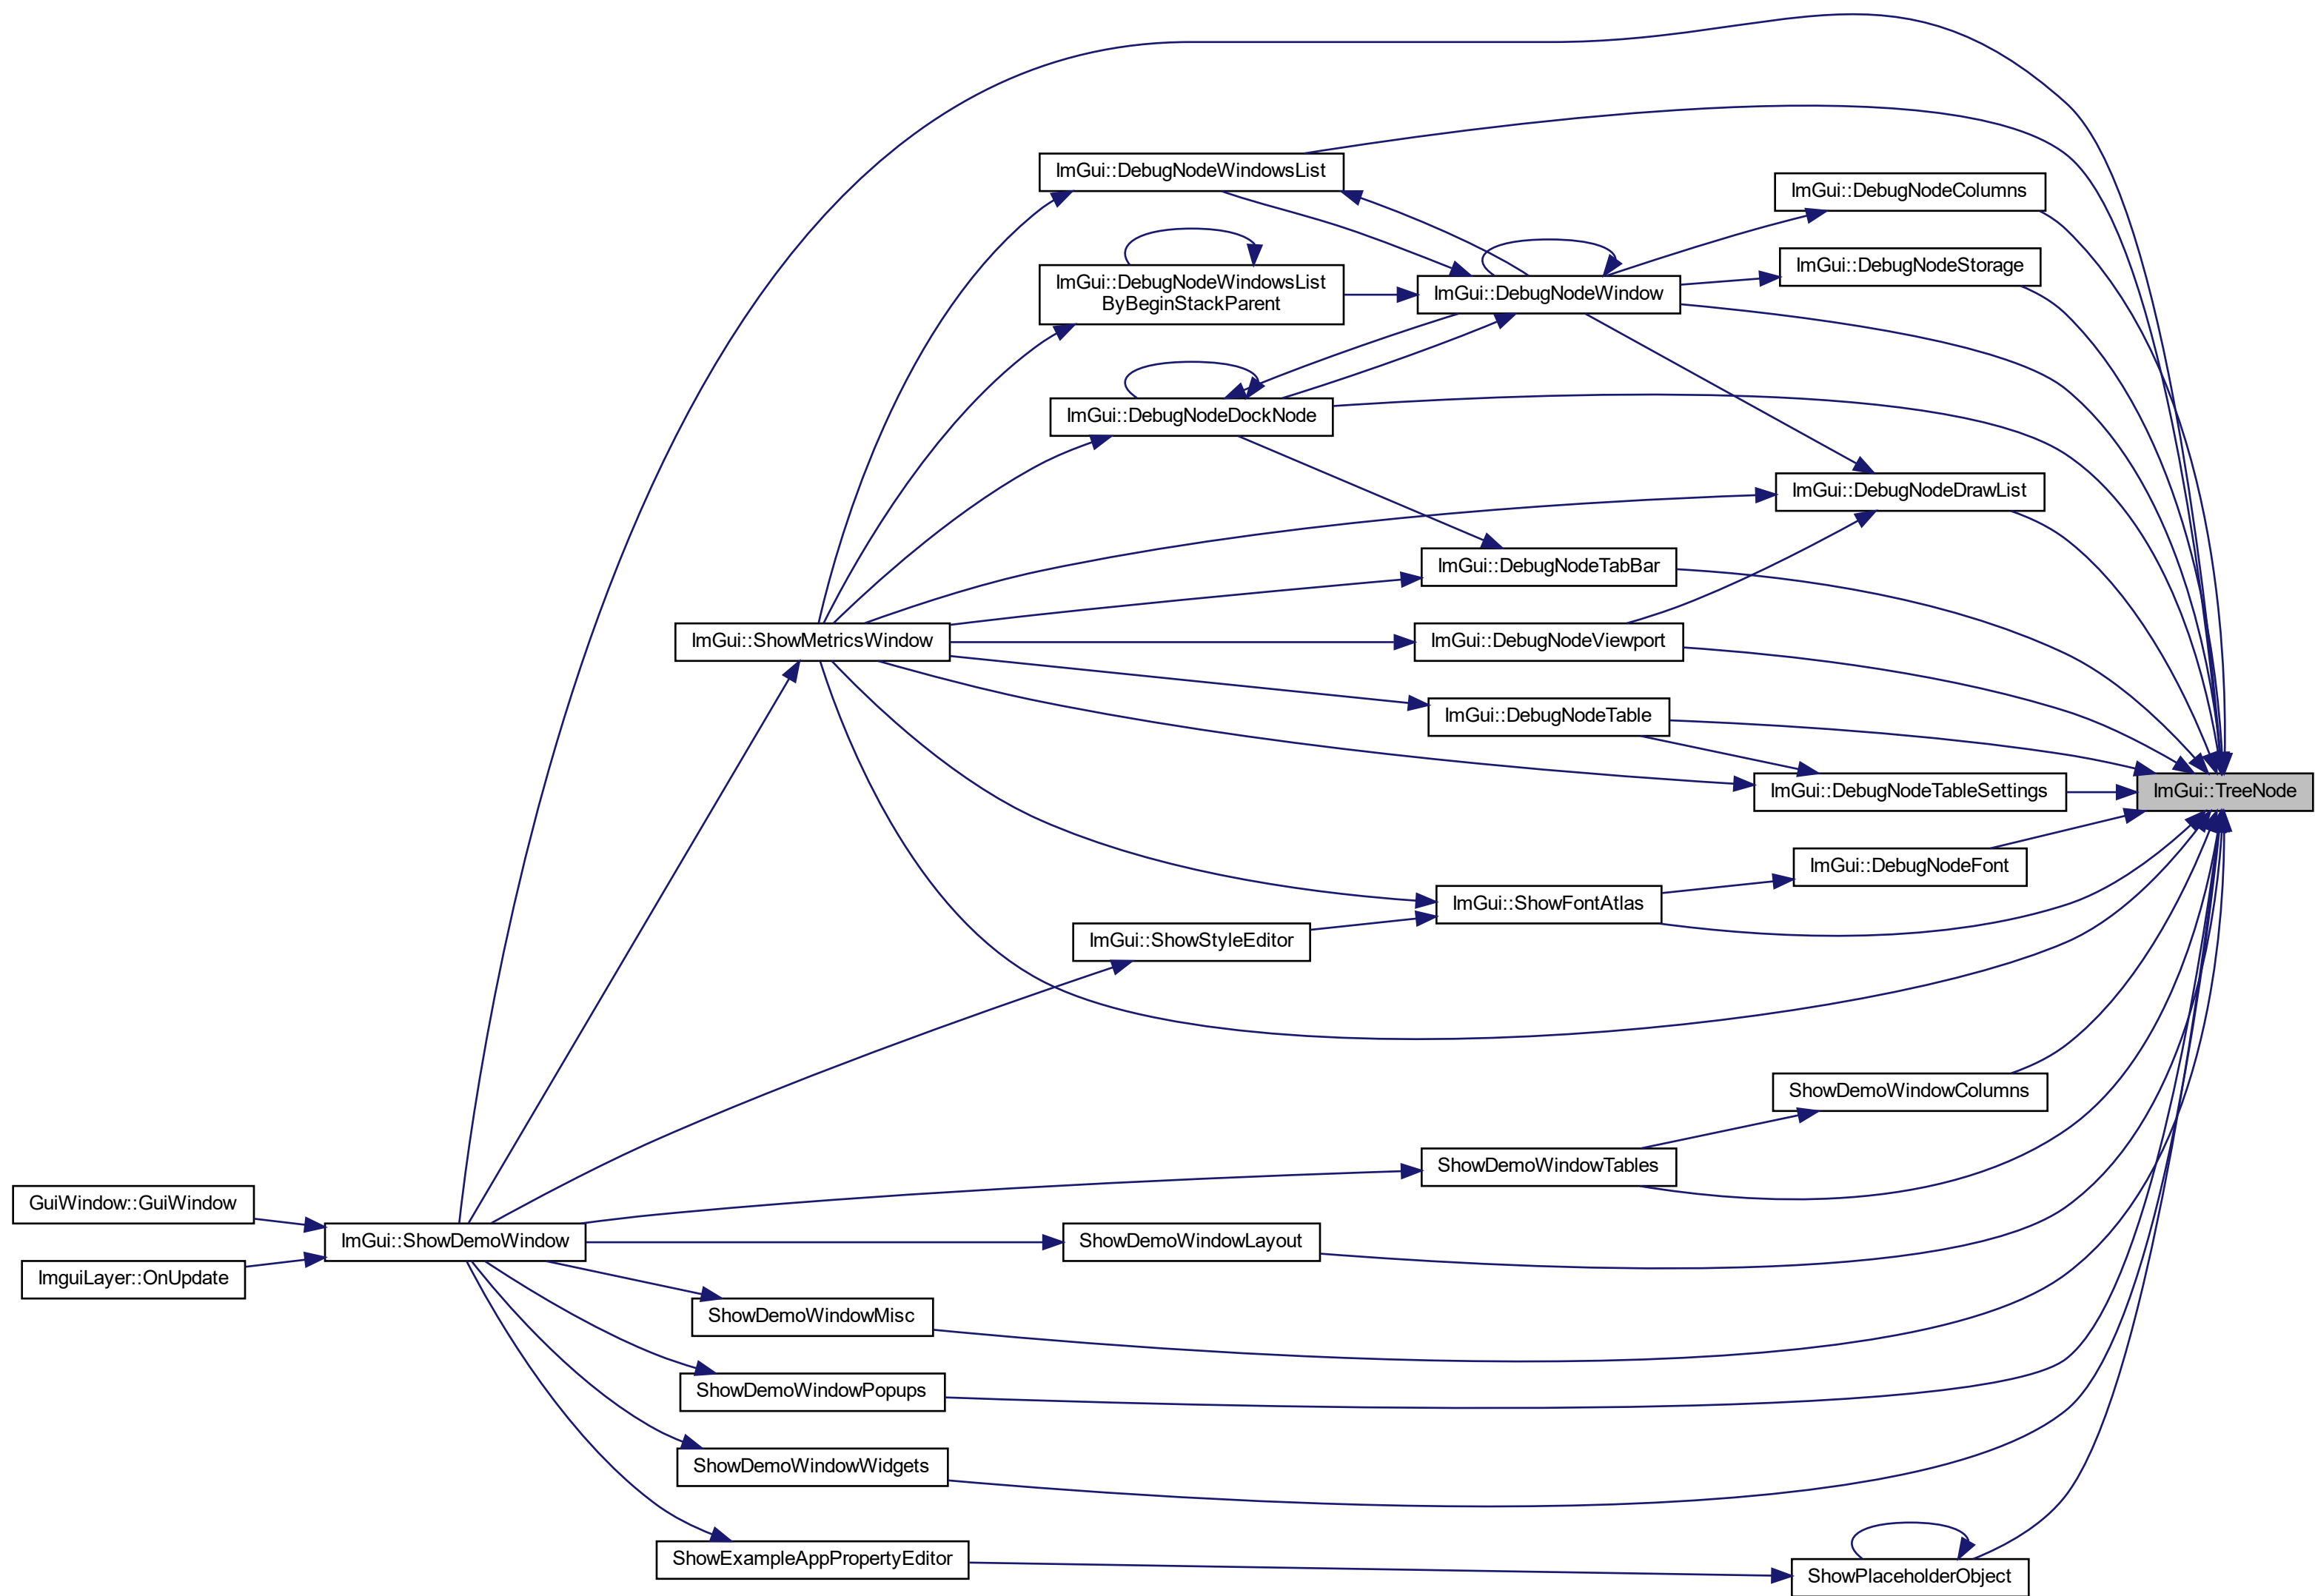 ImGui::DebugNodeWindowsList
ImGui::DebugNodeColumns
ImGui::DebugNodeStorage
ImGui::DebugNodeWindowsList
ByBeginStackParent
ImGui::DebugNodeWindow
ImGui::DebugNodeDockNode
ImGui::DebugNodeDrawList
ImGui::DebugNodeTabBar
ImGui::ShowMetricsWindow
ImGui::DebugNodeViewport
ImGui::DebugNodeTable
ImGui::DebugNodeTableSettings
ImGui::TreeNode
ImGui::DebugNodeFont
ImGui::ShowFontAtlas
ImGui::ShowStyleEditor
ShowDemoWindowColumns
ShowDemoWindowTables
GuiWindow::GuiWindow
ImGui::ShowDemoWindow
ShowDemoWindowLayout
ImguiLayer::OnUpdate
ShowDemoWindowMisc
ShowDemoWindowPopups
ShowDemoWindowWidgets
ShowExampleAppPropertyEditor
ShowPlaceholderObject